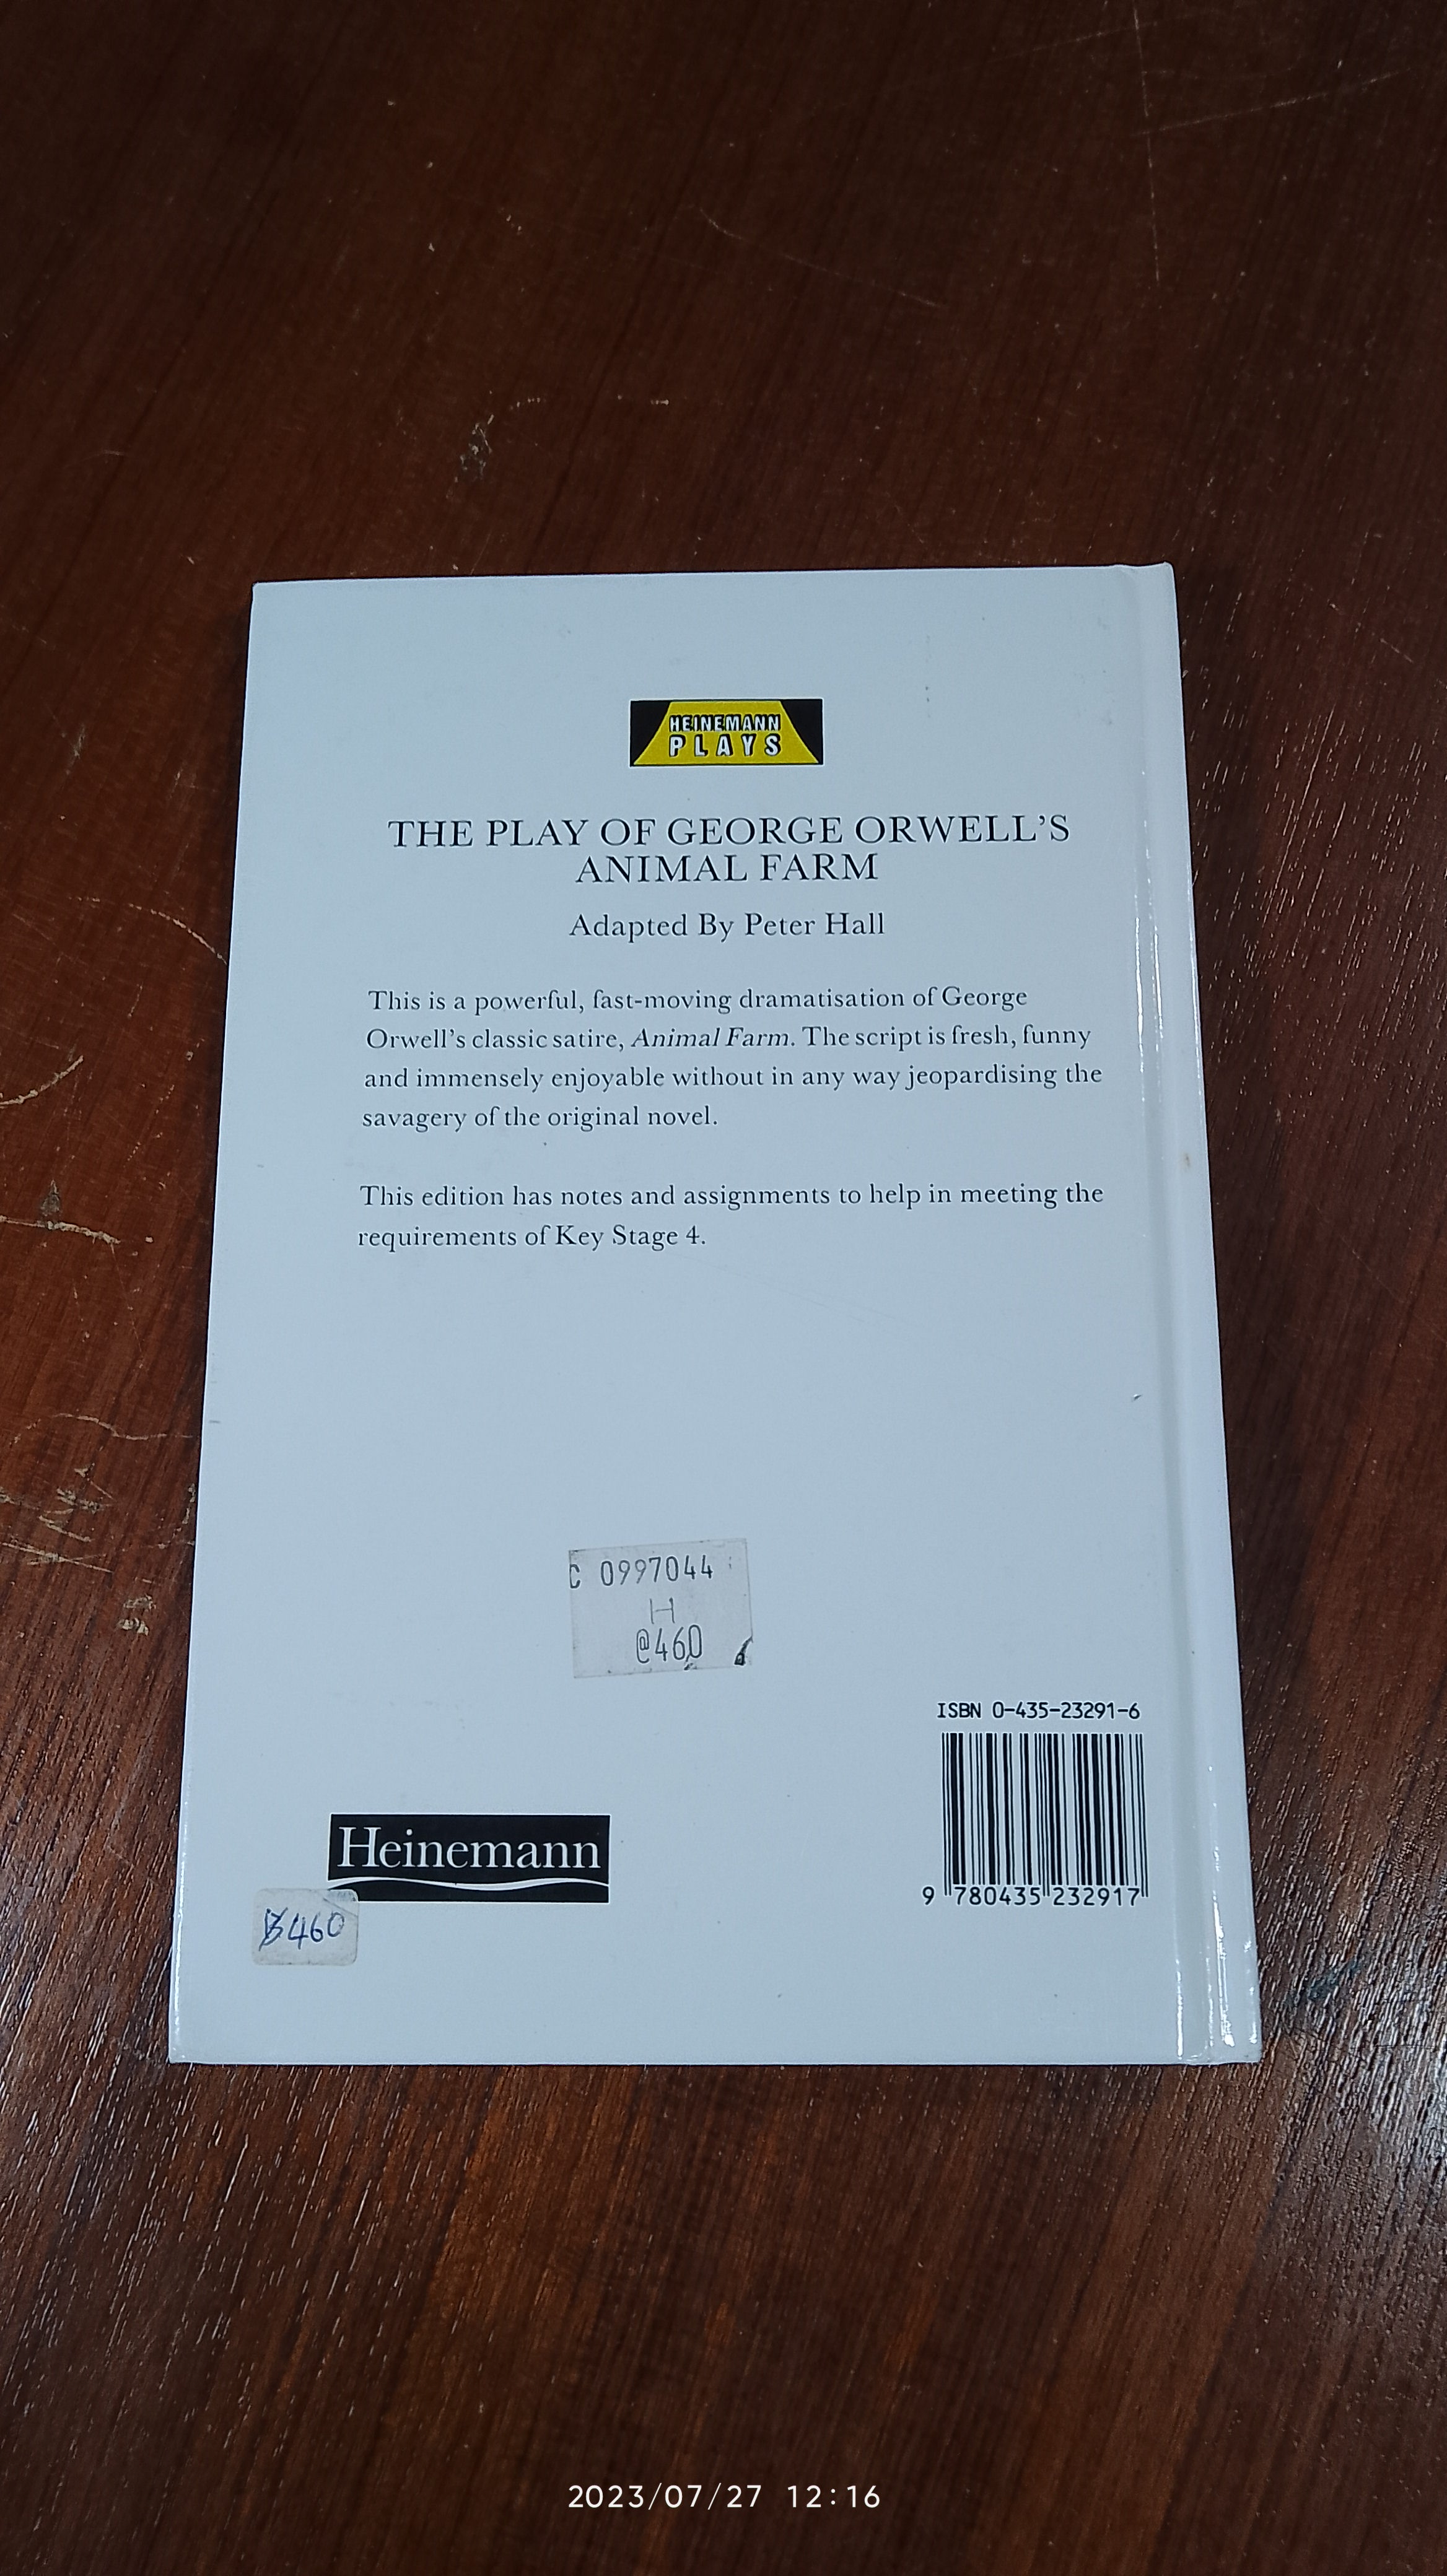 HEINEMANN
PLAYS
THE PLAY OF GEORGE ORWELL'S
ANIMAL FARM
Adapted By Peter Hall
This is a powerful, fast-moving dramatisation of George
Orwell's classic satire, Animal Farm. The script is fresh, funny
and immensely enjoyable without in any way jeopardising the
savagery of the original novel.
This edition has notes and assignments to help in meeting the
requirements of Key Stage 4.
C 0997044
H
@460
ISBN 0-435-23291-6
9 780435 232917
Heinemann
฿460
2023/07/27 12:16